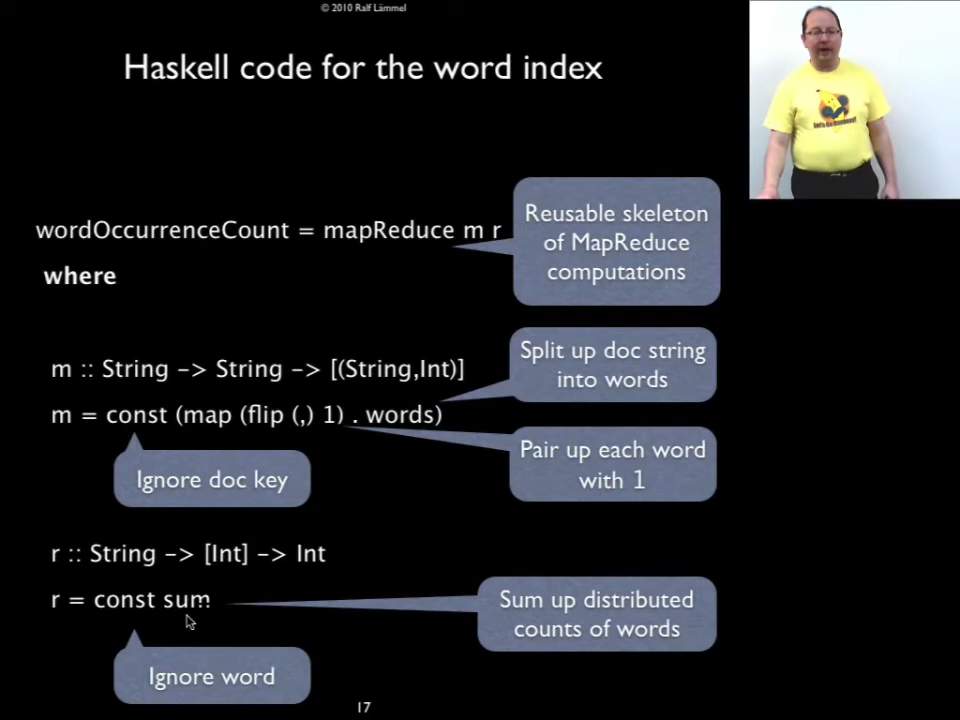 © 2010 Ralf Lämmel
Haskell code for the word index
wordOccurrenceCount = mapReduce m r
where
Reusable skeleton
of MapReduce
computations
m :: String -> String -> [(String,Int)]
m = const (map (flip (,) 1) . words)
Split up doc string
into words
Pair up each word
with 1
Ignore doc key
r :: String -> [Int] -> Int
r = const sum
Sum up distributed
counts of words
Ignore word
17